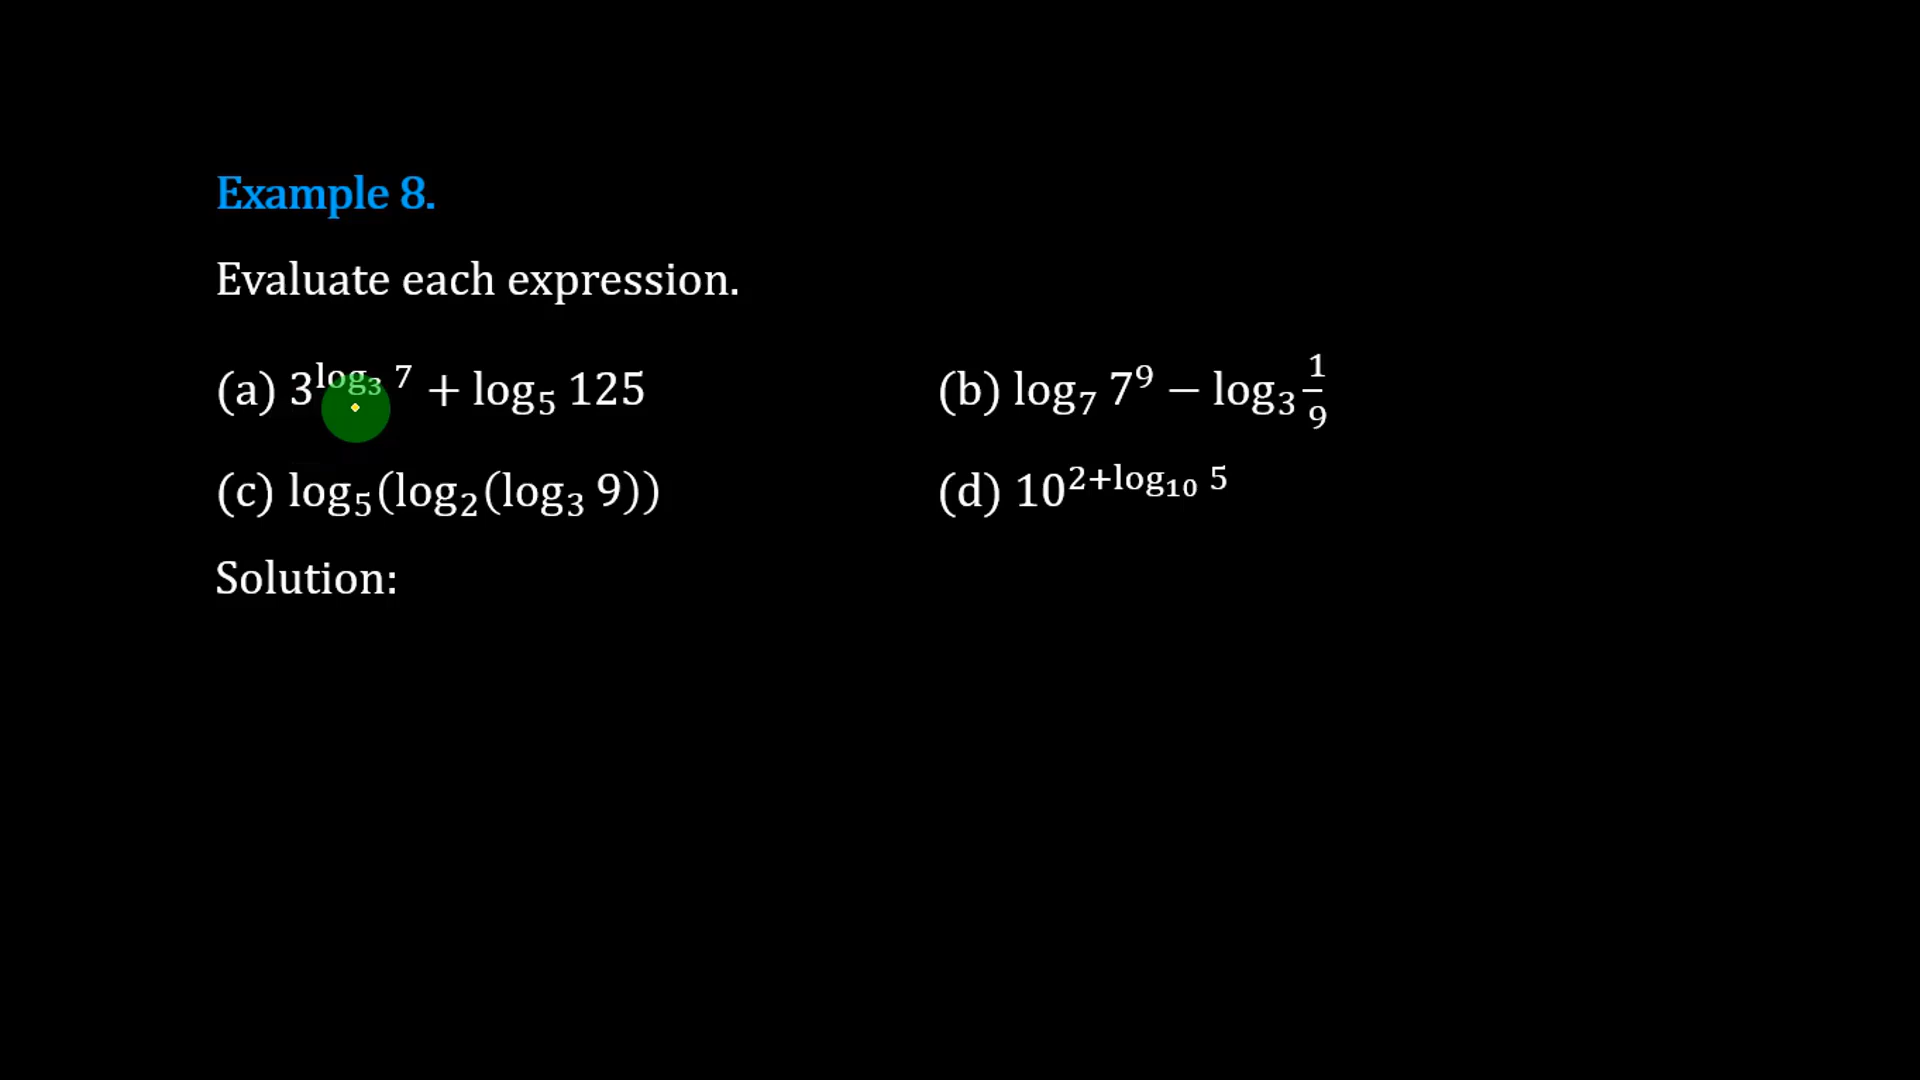 Example 8.
Evaluate each expression.
(a) 3^{log₃ 7} + log₅ 125 (b) log₇ 7⁹ − log₃ 1/9
(c) log₅(log₂(log₃ 9)) (d) 10^{2+log₁₀ 5}
Solution: